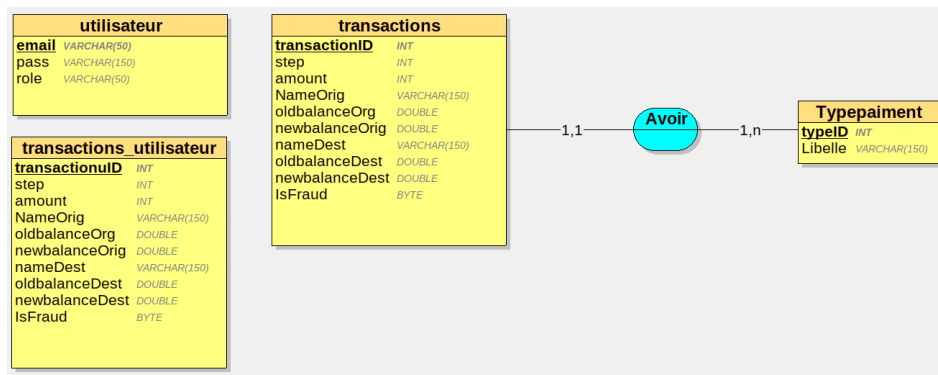 utilisateur
email VARCHAR(50)
pass VARCHAR(150)
role VARCHAR(50)
transactions_utilisateur
transactionuID INT
step INT
amount INT
NameOrig VARCHAR(150)
oldbalanceOrg DOUBLE
newbalanceOrig DOUBLE
nameDest VARCHAR(150)
oldbalanceDest DOUBLE
newbalanceDest DOUBLE
IsFraud BYTE
transactions
transactionID INT
step INT
amount INT
NameOrig VARCHAR(150)
oldbalanceOrg DOUBLE
newbalanceOrig DOUBLE
nameDest VARCHAR(150)
oldbalanceDest DOUBLE
newbalanceDest DOUBLE
IsFraud BYTE
1,1
Avoir
1,n
Typepaiment
typeID INT
Libelle VARCHAR(150)